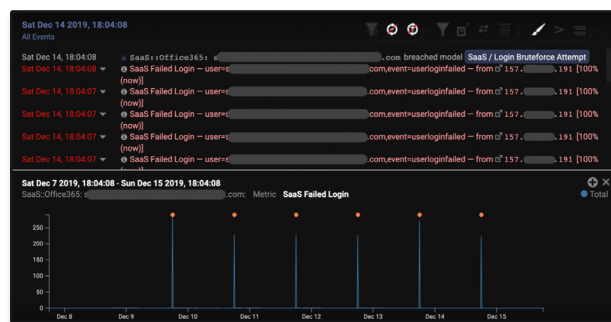 Sat Dec 14 2019, 18:04:08
All Events
Sat Dec 14, 18:04:08 SaaS::Office365: s .com breached model SaaS / Login Bruteforce Attempt
Sat Dec 14, 18:04:08 SaaS Failed Login — user=s com,event=userloginfailed — from 157. .191 [100%
(now)]
Sat Dec 14, 18:04:07 SaaS Failed Login — user=s .com,event=userloginfailed — from 157. .191 [100%
(now)]
Sat Dec 14, 18:04:07 SaaS Failed Login — user=s .com,event=userloginfailed — from 157. .191 [100%
(now)]
Sat Dec 14, 18:04:07 SaaS Failed Login — user=s .com,event=userloginfailed — from 157. .191 [100%
(now)]
Sat Dec 14, 18:04:07 SaaS Failed Login — user=s .com,event=userloginfailed — from 157. .191 [100%
Sat Dec 7 2019, 18:04:08 - Sun Dec 15 2019, 18:04:08
SaaS::Office365: s .com: Metric SaaS Failed Login
Total
250
200
150
100
50
0
Dec 8 Dec 9 Dec 10 Dec 11 Dec 12 Dec 13 Dec 14 Dec 15